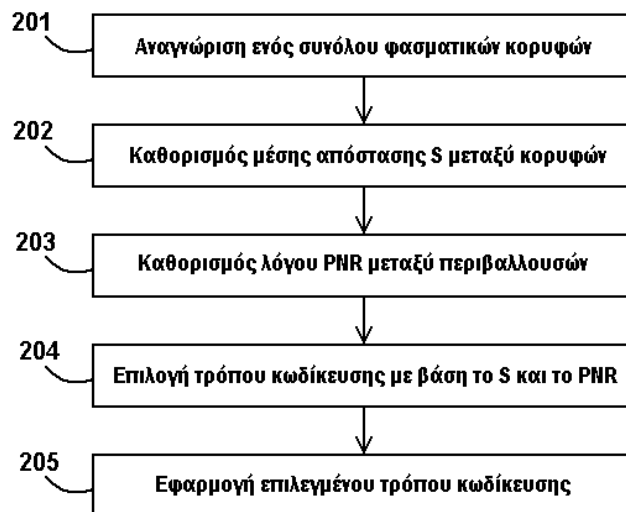 201
Αναγνώριση ενός συνόλου φασματικών κορυφών
202
Καθορισμός μέσης απόστασης S μεταξύ κορυφών
203
Καθορισμός λόγου PNR μεταξύ περιβαλλουσών
204
Επιλογή τρόπου κωδίκευσης με βάση το S και το PNR
205
Εφαρμογή επιλεγμένου τρόπου κωδίκευσης